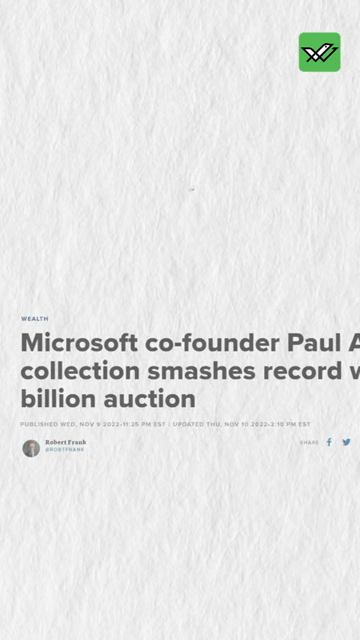 WEALTH
Microsoft co-founder Paul A
collection smashes record w
billion auction
PUBLISHED WED, NOV 9 2022•11:25 PM EST | UPDATED THU, NOV 10 2022•2:10 PM EST
Robert Frank
@ROBTFRANK
SHARE